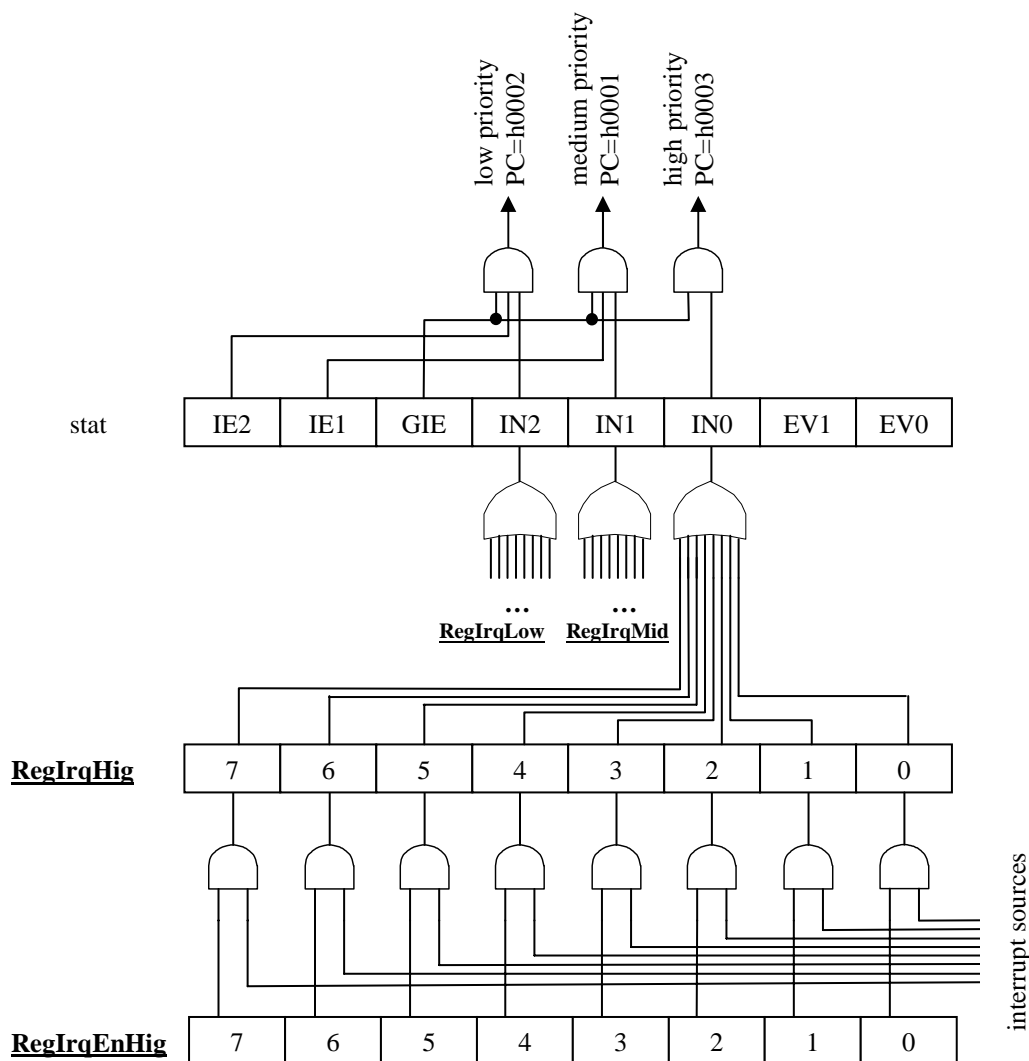 low priority
PC=h0002
medium priority
PC=h0001
high priority
PC=h0003
stat IE2 IE1 GIE IN2 IN1 IN0 EV1 EV0
... ...
RegIrqLow RegIrqMid
RegIrqHig 7 6 5 4 3 2 1 0
interrupt sources
RegIrqEnHig 7 6 5 4 3 2 1 0